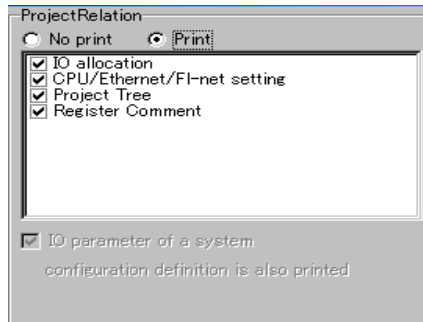 ProjectRelation
No print Print
IO allocation
CPU/Ethernet/FI-net setting
Project Tree
Register Comment
IO parameter of a system
configuration definition is also printed